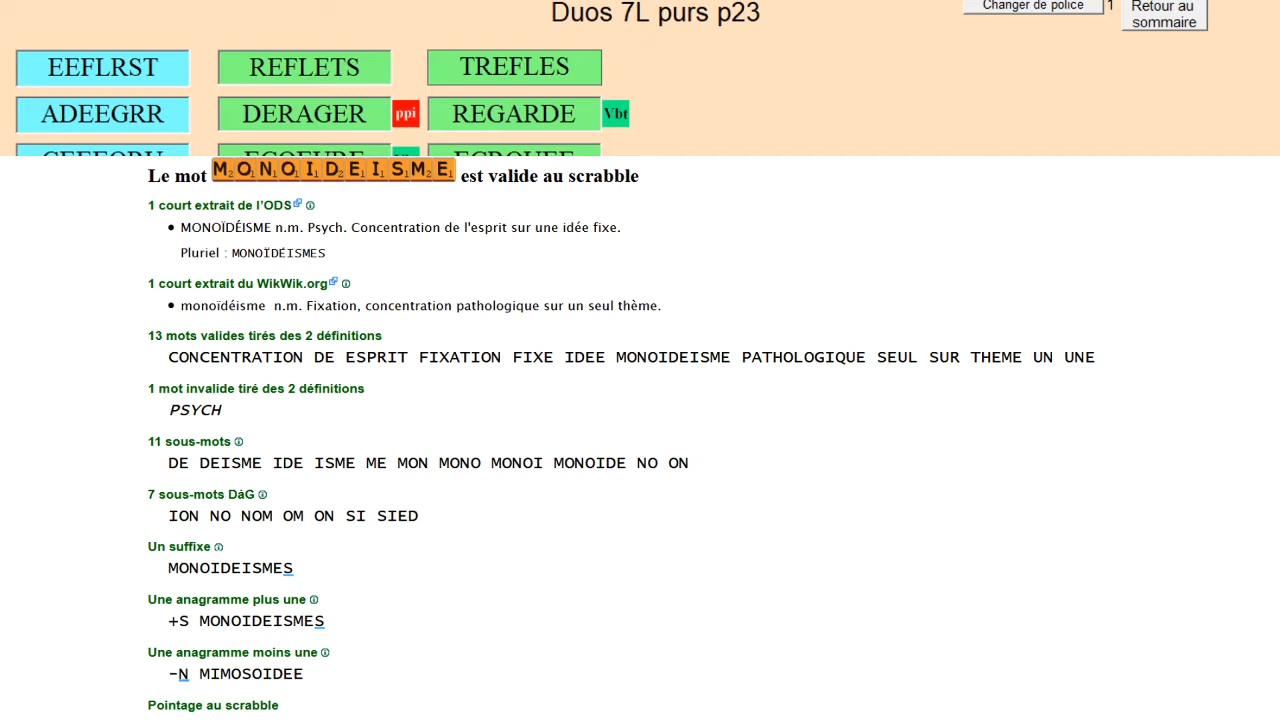 Duos 7L purs p23
Changer de police 1
Retour au
sommaire
EEFLRST REFLETS TREFLES
ADEEGRR DERAGER ppi REGARDE Vbt
Le mot MONOIDEISME est valide au scrabble
1 court extrait de l'ODS
• MONOÏDÉISME n.m. Psych. Concentration de l'esprit sur une idée fixe.
Pluriel : MONOÏDÉISMES
1 court extrait du WikWik.org
• monoïdéisme n.m. Fixation, concentration pathologique sur un seul thème.
13 mots valides tirés des 2 définitions
CONCENTRATION DE ESPRIT FIXATION FIXE IDEE MONOIDEISME PATHOLOGIQUE SEUL SUR THEME UN UNE
1 mot invalide tiré des 2 définitions
PSYCH
11 sous-mots
DE DEISME IDE ISME ME MON MONO MONOI MONOIDE NO ON
7 sous-mots DàG
ION NO NOM OM ON SI SIED
Un suffixe
MONOIDEISMES
Une anagramme plus une
+S MONOIDEISMES
Une anagramme moins une
-N MIMOSOIDEE
Pointage au scrabble